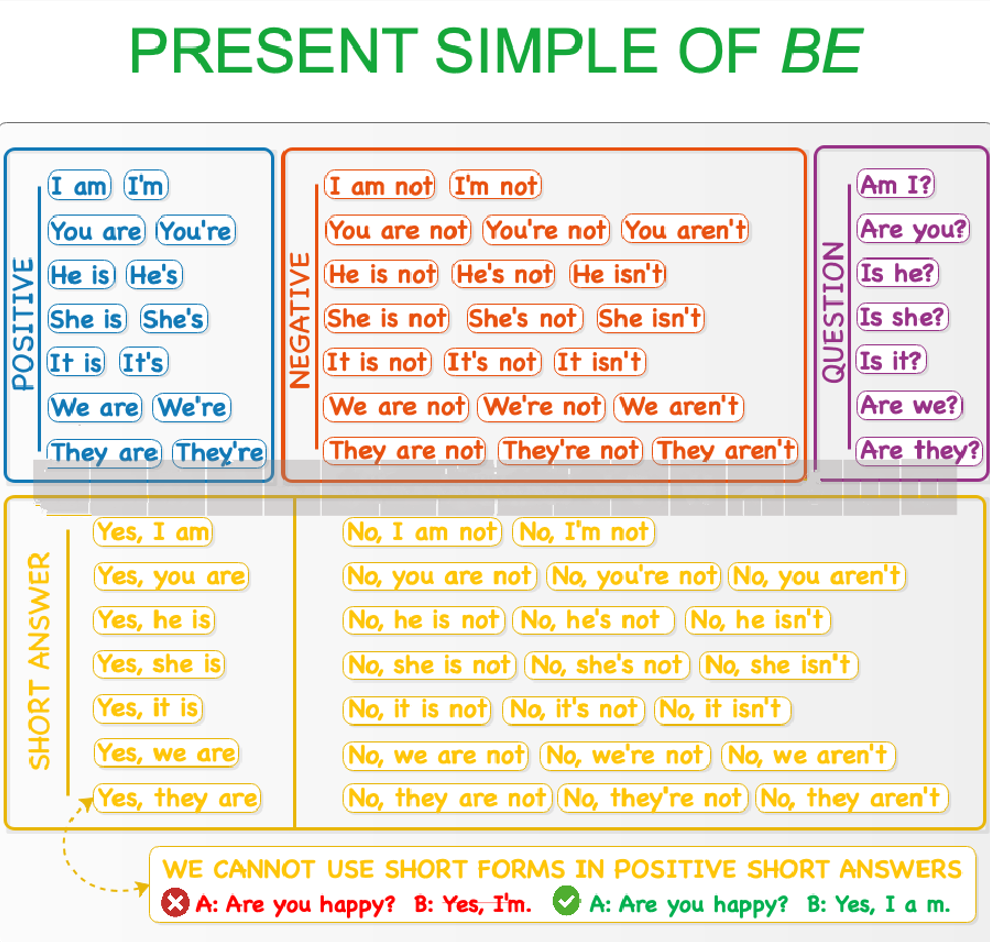 PRESENT SIMPLE OF BE
POSITIVE
I am I'm
You are You're
He is He's
She is She's
It is It's
We are We're
They are They're
NEGATIVE
I am not I'm not
You are not You're not You aren't
He is not He's not He isn't
She is not She's not She isn't
It is not It's not It isn't
We are not We're not We aren't
They are not They're not They aren't
QUESTION
Am I?
Are you?
Is he?
Is she?
Is it?
Are we?
Are they?
SHORT ANSWER
Yes, I am
Yes, you are
Yes, he is
Yes, she is
Yes, it is
Yes, we are
Yes, they are
No, I am not No, I'm not
No, you are not No, you're not No, you aren't
No, he is not No, he's not No, he isn't
No, she is not No, she's not No, she isn't
No, it is not No, it's not No, it isn't
No, we are not No, we're not No, we aren't
No, they are not No, they're not No, they aren't
WE CANNOT USE SHORT FORMS IN POSITIVE SHORT ANSWERS
A: Are you happy? B: Yes, I'm. A: Are you happy? B: Yes, I a m.